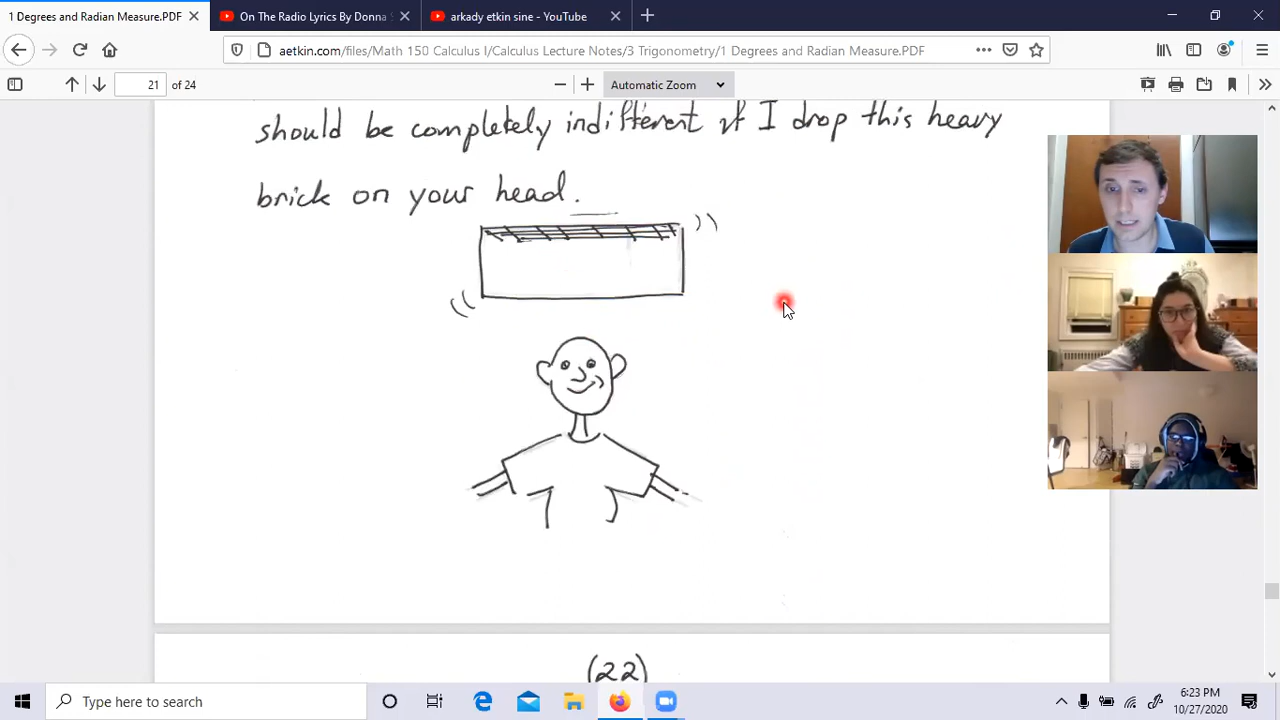 1 Degrees and Radian Measure.PDF
On The Radio Lyrics By Donna
arkady etkin sine - YouTube
aetkin.com/files/Math 150 Calculus I/Calculus Lecture Notes/3 Trigonometry/1 Degrees and Radian Measure.PDF
21
of 24
Automatic Zoom
should be completely indifferent if I drop this heavy
brick on your head.
(22)
Type here to search
6:23 PM
10/27/2020